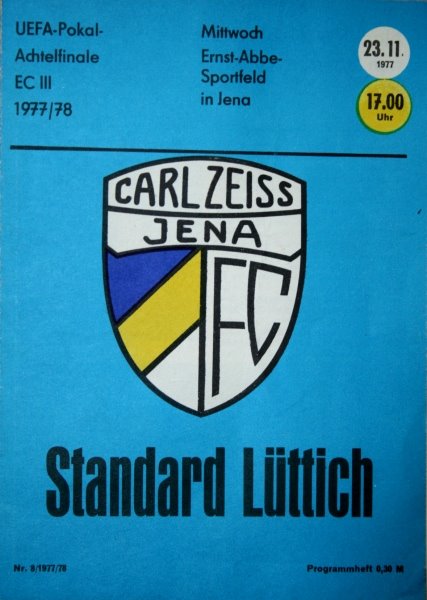 UEFA-Pokal-
Achtelfinale
EC III
1977/78
Mittwoch
Ernst-Abbe-
Sportfeld
in Jena
23.11.
1977
17.00
Uhr
CARL ZEISS
JENA
FC
Standard Lüttich
Nr. 8/1977/78
Programmheft 0,30 M